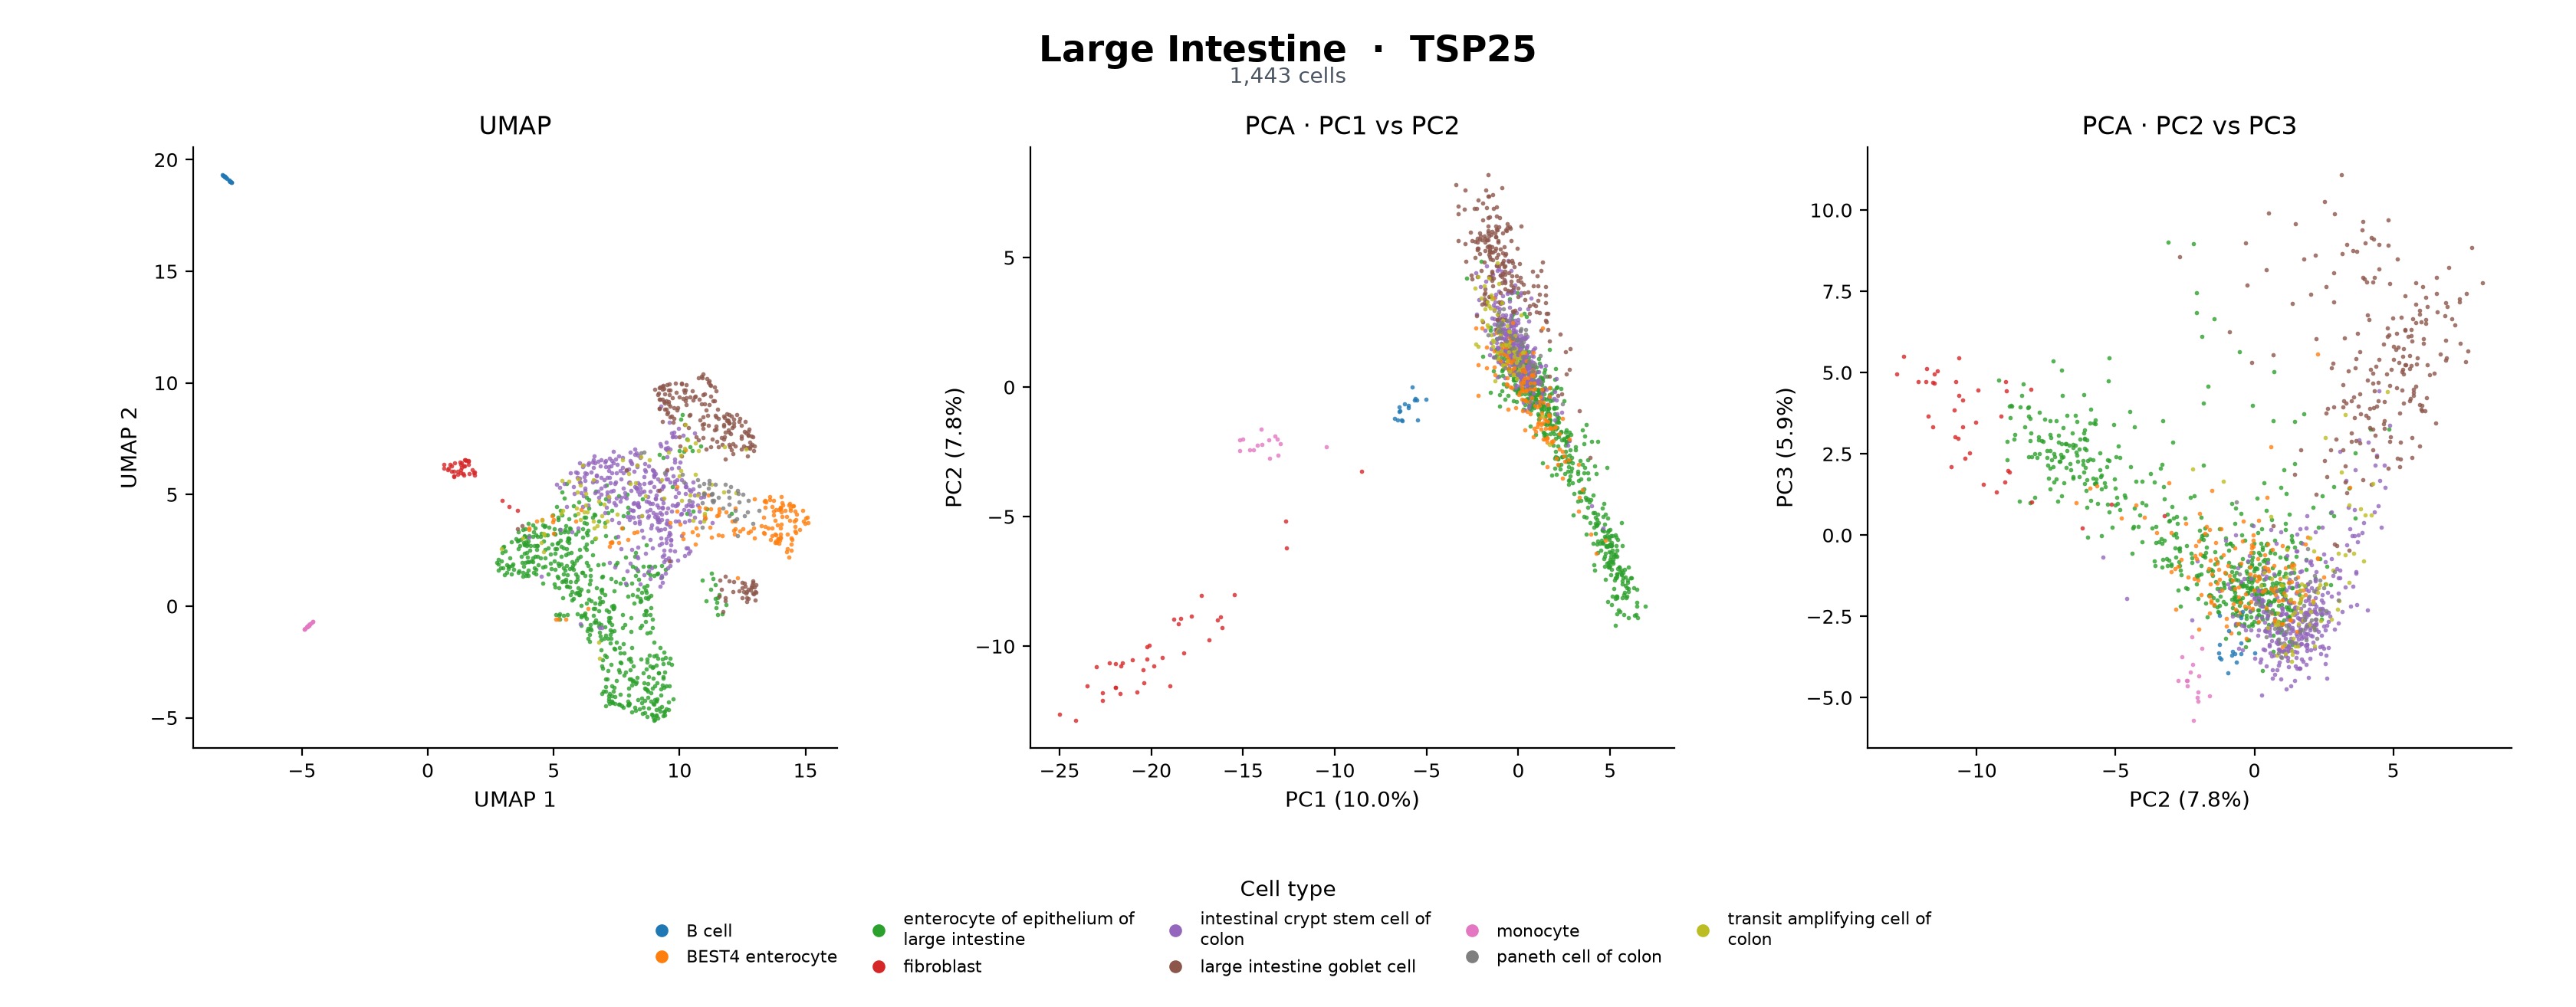 Large Intestine · TSP25
1,443 cells
UMAP
20
15
10
5
0
−5
−5
0
5
10
15
UMAP 2
UMAP 1
PCA · PC1 vs PC2
5
0
−5
−10
−25
−20
−15
−10
−5
0
5
PC2 (7.8%)
PC1 (10.0%)
PCA · PC2 vs PC3
10.0
7.5
5.0
2.5
0.0
−2.5
−5.0
−10
−5
0
5
PC3 (5.9%)
PC2 (7.8%)
Cell type
B cell
BEST4 enterocyte
enterocyte of epithelium of
large intestine
fibroblast
intestinal crypt stem cell of
colon
large intestine goblet cell
monocyte
paneth cell of colon
transit amplifying cell of
colon